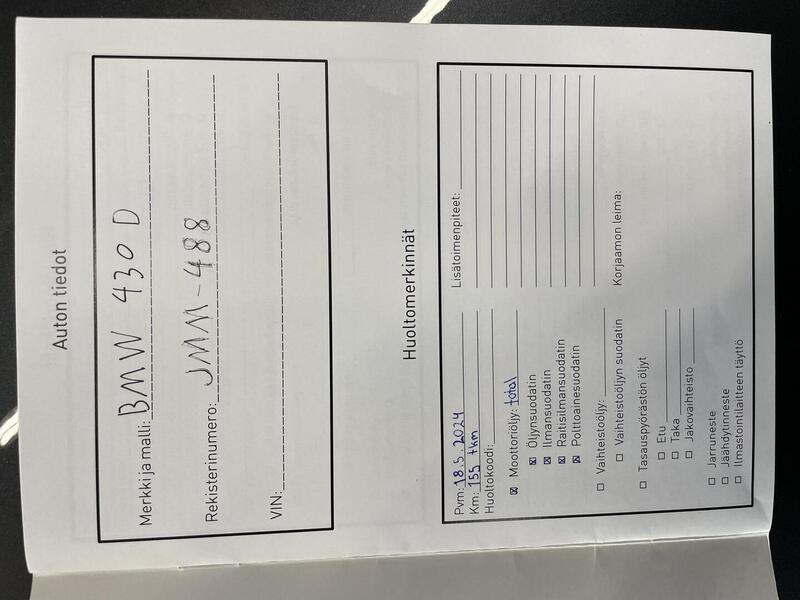 Auton tiedot
Merkki ja malli: BMW 430 D
Rekisterinumero: JMM-488
VIN:
Huoltomerkinnät
Pvm: 18.5.2024
Km: 155 tkm
Huoltokoodi:
☒ Moottoriöljy: total
☒ Öljynsuodatin
☒ Ilmansuodatin
☒ Raitisilmansuodatin
☒ Polttoainesuodatin
☐ Vaihteistoöljy:
☐ Vaihteistoöljyn suodatin
☐ Tasauspyörästön öljyt
☐ Etu
☐ Taka
☐ Jakovaihteisto
☐ Jarruneste
☐ Jäähdytinneste
☐ Ilmastointilaitteen täyttö
Lisätoimenpiteet:
Korjaamon leima: